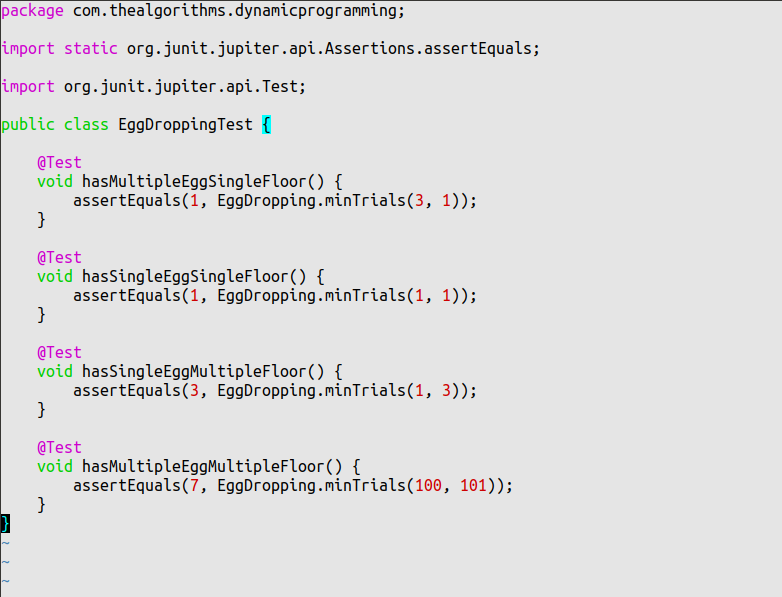 package com.thealgorithms.dynamicprogramming;
import static org.junit.jupiter.api.Assertions.assertEquals;
import org.junit.jupiter.api.Test;
public class EggDroppingTest {
    @Test
    void hasMultipleEggSingleFloor() {
        assertEquals(1, EggDropping.minTrials(3, 1));
    }
    @Test
    void hasSingleEggSingleFloor() {
        assertEquals(1, EggDropping.minTrials(1, 1));
    }
    @Test
    void hasSingleEggMultipleFloor() {
        assertEquals(3, EggDropping.minTrials(1, 3));
    }
    @Test
    void hasMultipleEggMultipleFloor() {
        assertEquals(7, EggDropping.minTrials(100, 101));
    }
}
~
~
~